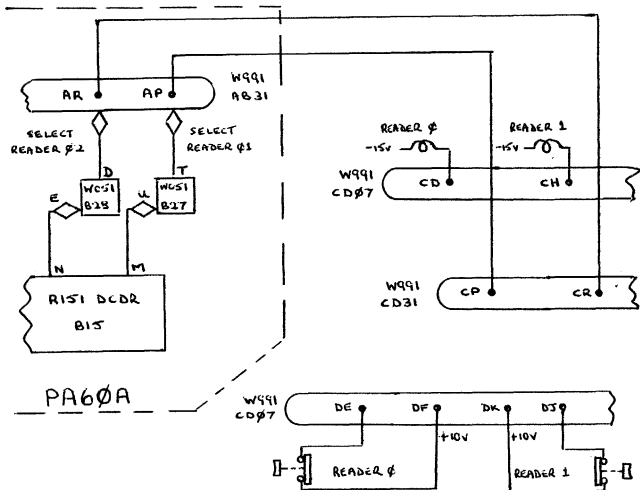 W991
AB31
AR
AP
SELECT
READER Ø2
SELECT
READER Ø1
D
T
WC51
B28
WC51
B27
E
U
N
M
R151 DCDR
B15
PA6ØA
READER Ø
READER 1
-15V
-15V
W991
CDØ7
CD
CH
W991
CD31
CP
CR
W991
CDØ7
DE
DF
DK
DJ
+10V
+10V
READER Ø
READER 1